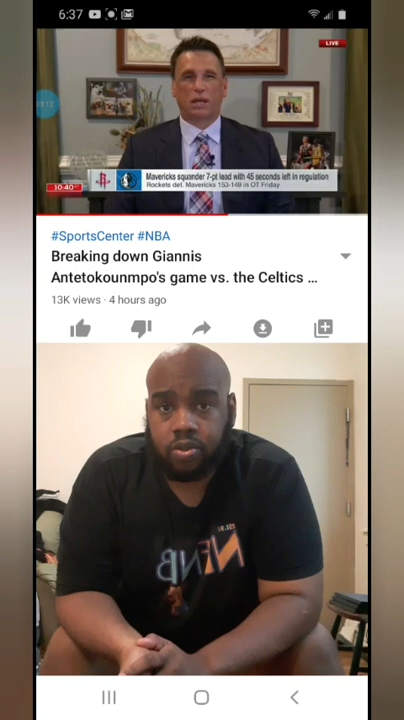 6:37
LIVE
Mavericks squander 7-pt lead with 45 seconds left in regulation
10:40
Rockets def. Mavericks 153-149 in OT Friday
#SportsCenter #NBA
Breaking down Giannis
Antetokounmpo's game vs. the Celtics ...
13K views · 4 hours ago